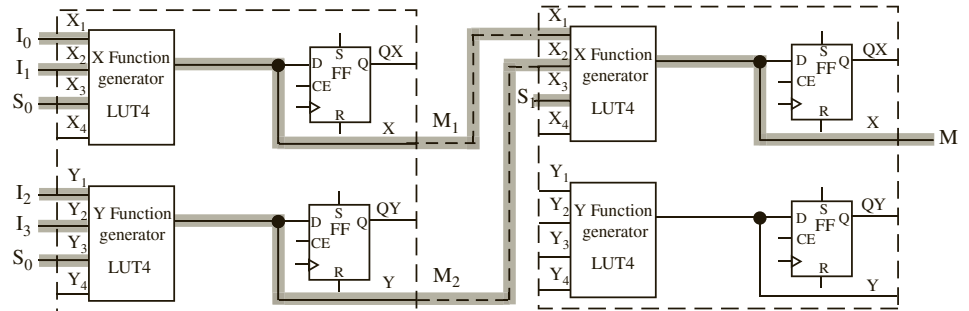 I0 X1
I1 X2
S0 X3
X4
X Function
generator
LUT4
S
D Q QX
FF
CE
R
X
M1
I2 Y1
I3 Y2
S0 Y3
Y4
Y Function
generator
LUT4
S
D Q QY
FF
CE
R
Y
M2
X1
X2
S1 X3
X4
X Function
generator
LUT4
S
D Q QX
FF
CE
R
X
M
Y1
Y2
Y3
Y4
Y Function
generator
LUT4
S
D Q QY
FF
CE
R
Y